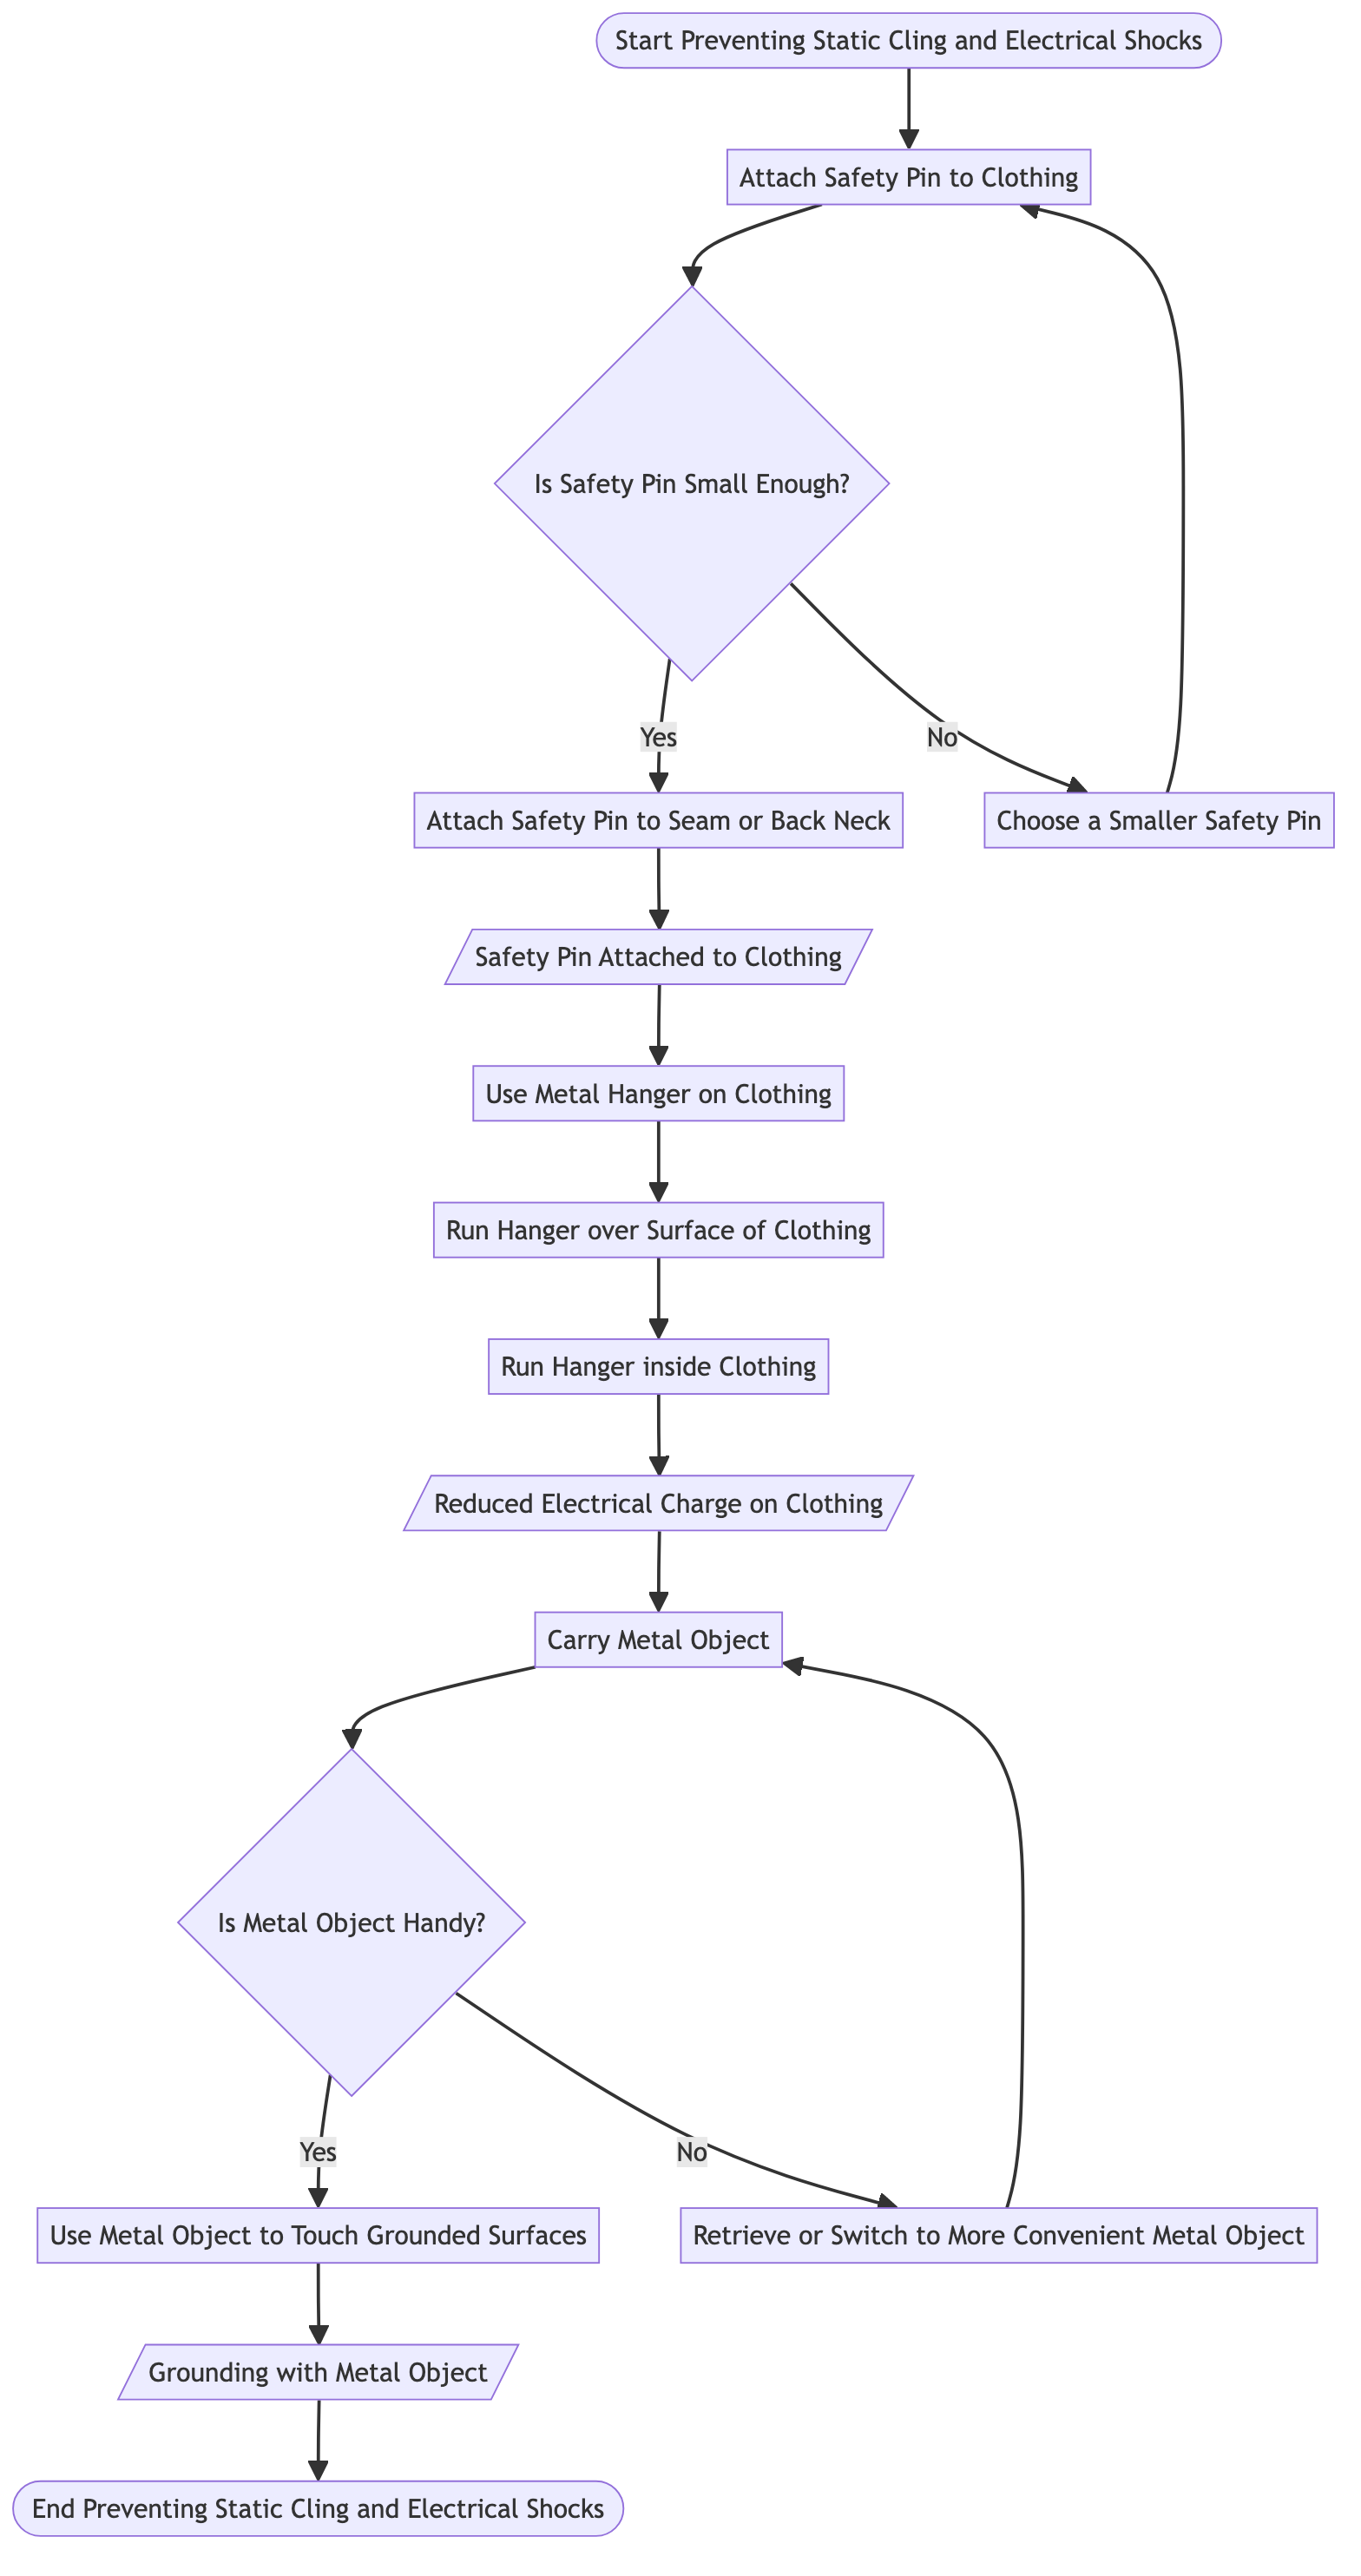 Start Preventing Static Cling and Electrical Shocks
Attach Safety Pin to Clothing
Is Safety Pin Small Enough?
Yes
No
Attach Safety Pin to Seam or Back Neck
Choose a Smaller Safety Pin
Safety Pin Attached to Clothing
Use Metal Hanger on Clothing
Run Hanger over Surface of Clothing
Run Hanger inside Clothing
Reduced Electrical Charge on Clothing
Carry Metal Object
Is Metal Object Handy?
Yes
No
Use Metal Object to Touch Grounded Surfaces
Retrieve or Switch to More Convenient Metal Object
Grounding with Metal Object
End Preventing Static Cling and Electrical Shocks